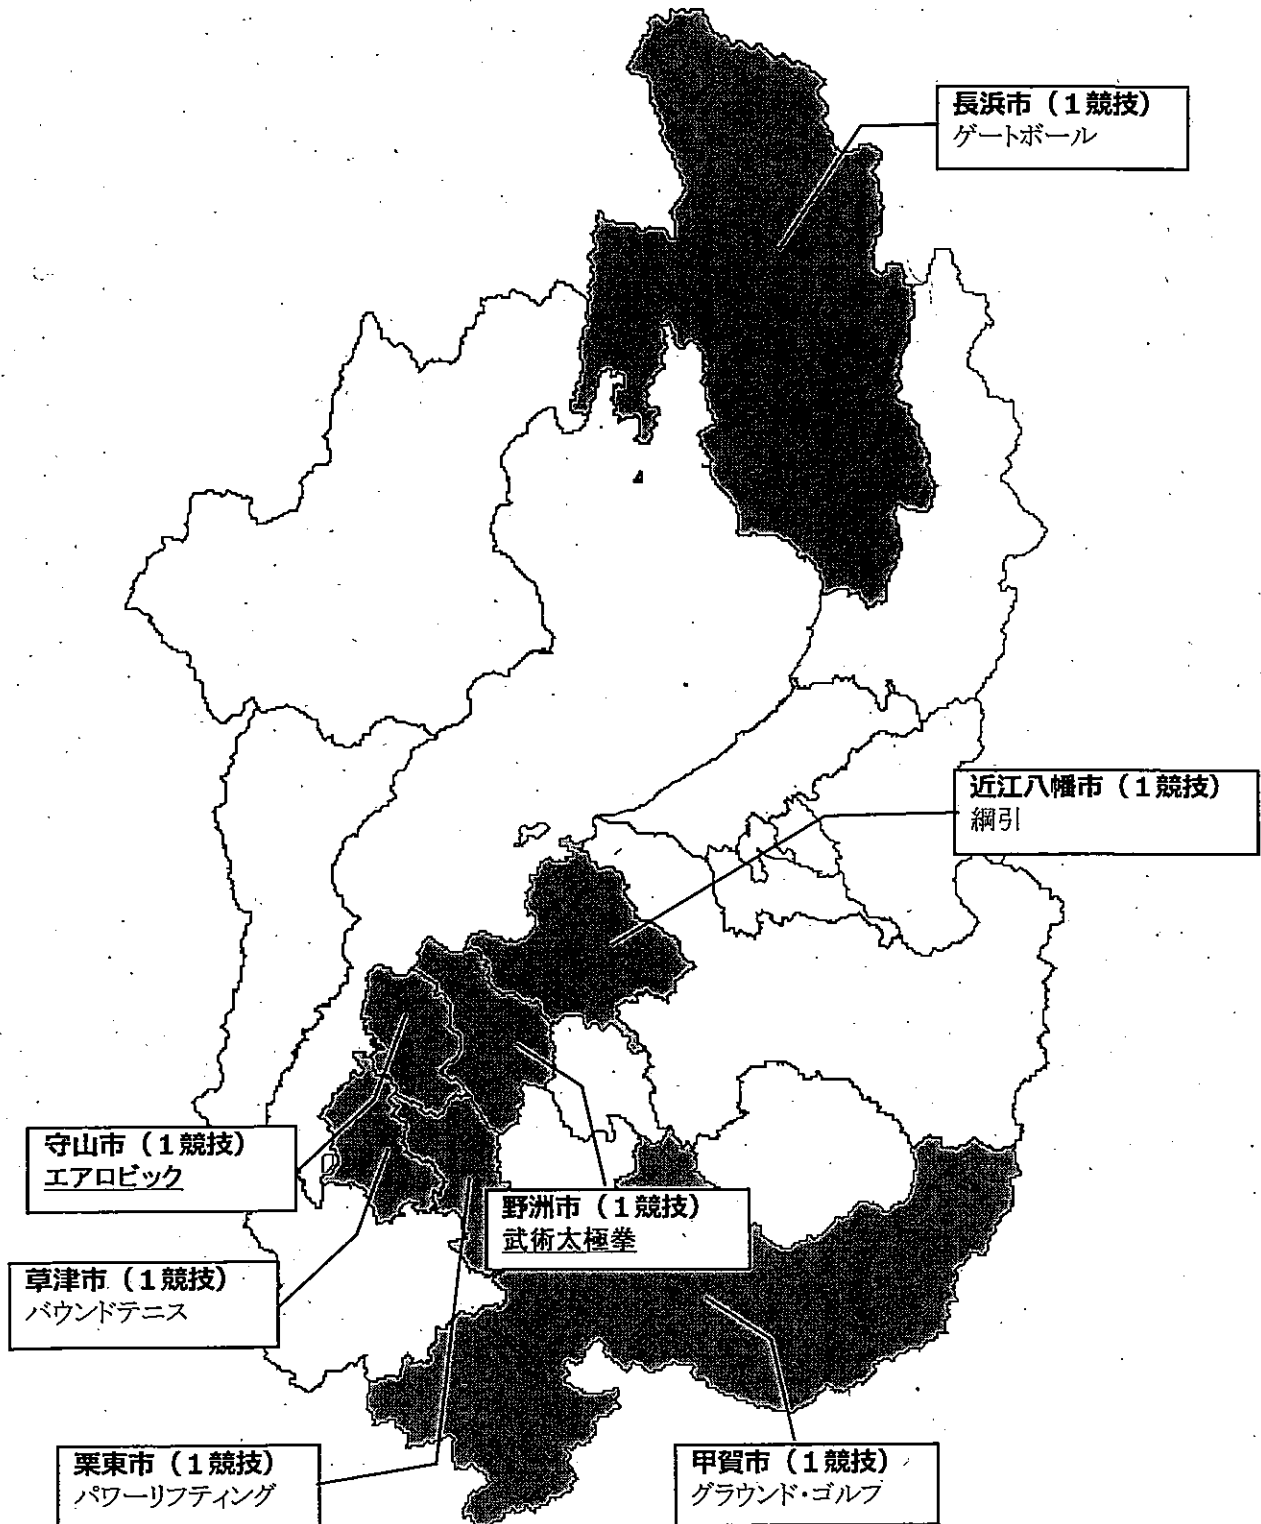 長浜市（１競技）
ゲートボール
近江八幡市（１競技）
綱引
守山市（１競技）
エアロビック
野洲市（１競技）
武術太極拳
草津市（１競技）
バウンドテニス
栗東市（１競技）
パワーリフティング
甲賀市（１競技）
グラウンド・ゴルフ